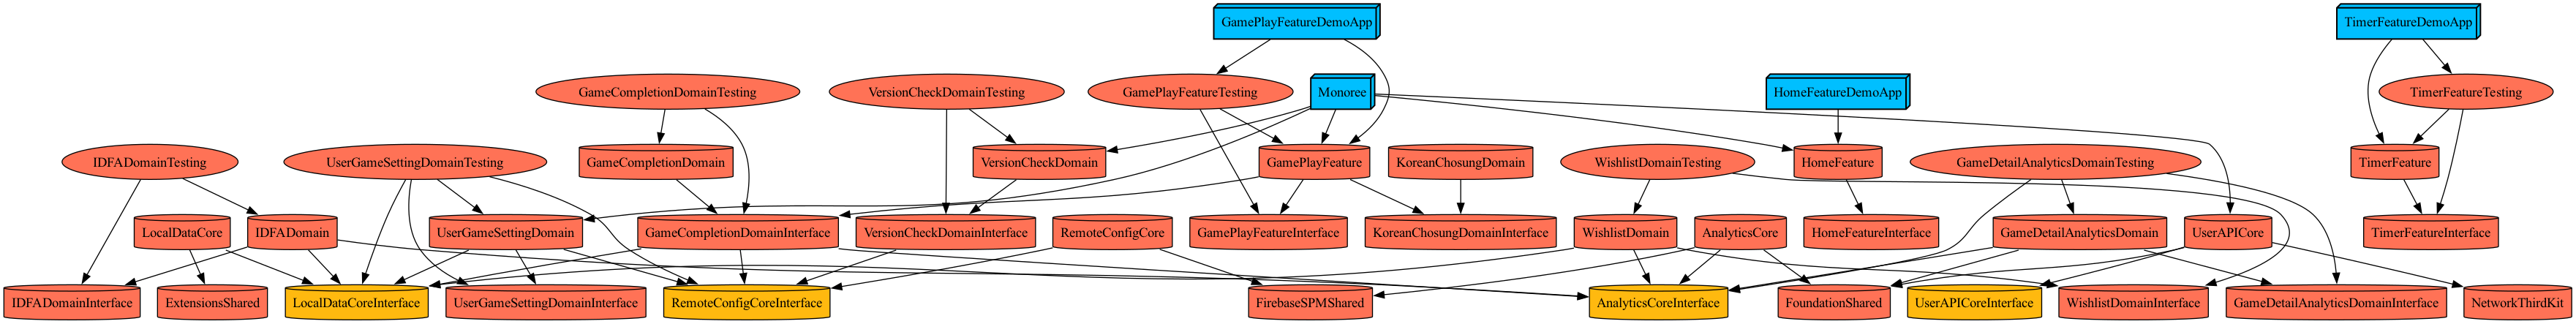 GamePlayFeatureDemoApp
TimerFeatureDemoApp
GameCompletionDomainTesting
VersionCheckDomainTesting
GamePlayFeatureTesting
Monoree
HomeFeatureDemoApp
TimerFeatureTesting
IDFADomainTesting
UserGameSettingDomainTesting
GameCompletionDomain
VersionCheckDomain
GamePlayFeature
KoreanChosungDomain
WishlistDomainTesting
HomeFeature
GameDetailAnalyticsDomainTesting
TimerFeature
LocalDataCore
IDFADomain
UserGameSettingDomain
GameCompletionDomainInterface
VersionCheckDomainInterface
RemoteConfigCore
GamePlayFeatureInterface
KoreanChosungDomainInterface
WishlistDomain
AnalyticsCore
HomeFeatureInterface
GameDetailAnalyticsDomain
UserAPICore
TimerFeatureInterface
IDFADomainInterface
ExtensionsShared
LocalDataCoreInterface
UserGameSettingDomainInterface
RemoteConfigCoreInterface
FirebaseSPMShared
AnalyticsCoreInterface
FoundationShared
UserAPICoreInterface
WishlistDomainInterface
GameDetailAnalyticsDomainInterface
NetworkThirdKit